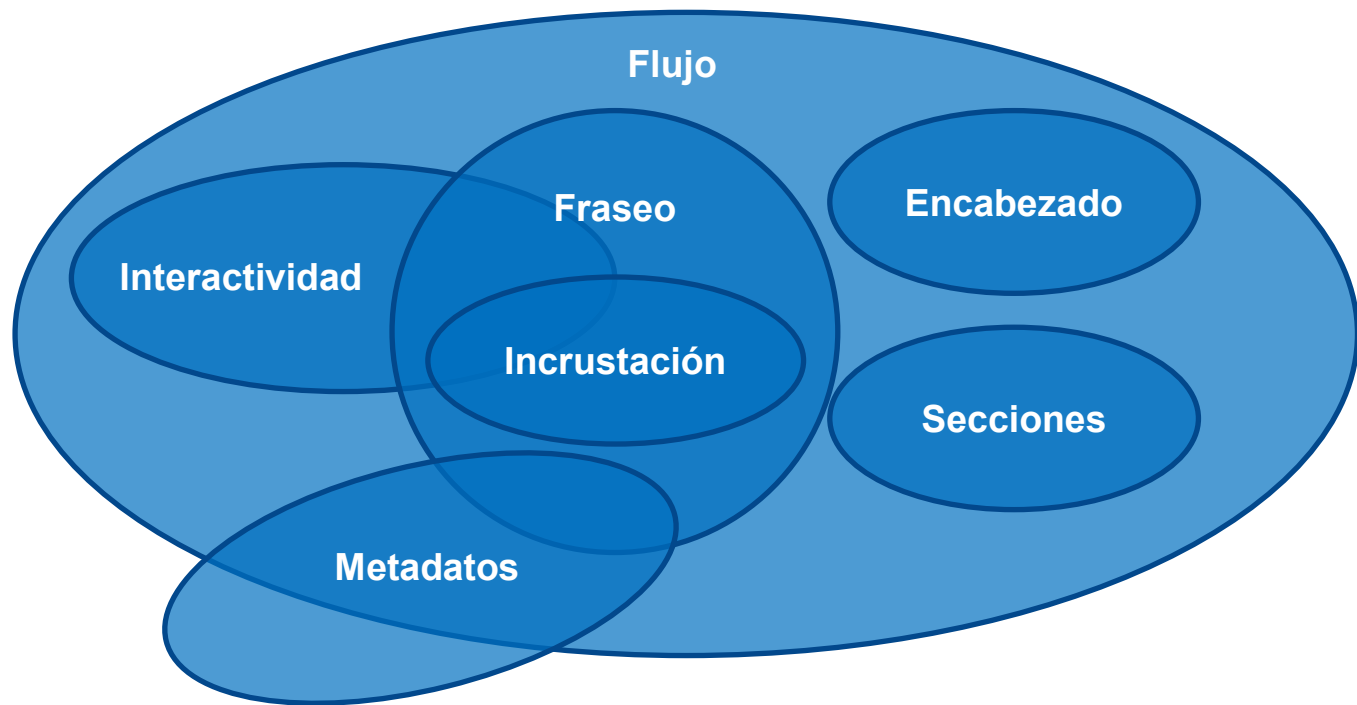 Flujo
Fraseo
Encabezado
Interactividad
Incrustación
Secciones
Metadatos